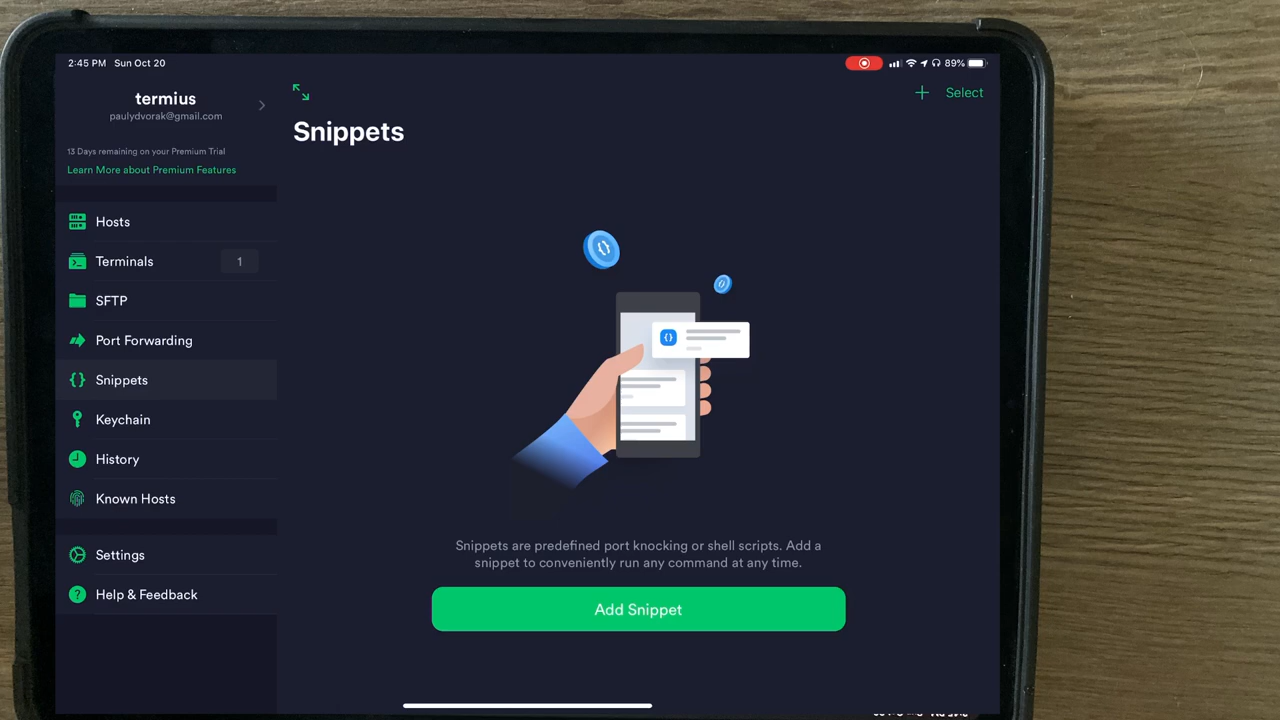 2:45 PM Sun Oct 20
89%
termius
paulydvorak@gmail.com
13 Days remaining on your Premium Trial
Learn More about Premium Features
Hosts
Terminals 1
SFTP
Port Forwarding
Snippets
Keychain
History
Known Hosts
Settings
Help & Feedback
Select
Snippets
Snippets are predefined port knocking or shell scripts. Add a
snippet to conveniently run any command at any time.
Add Snippet